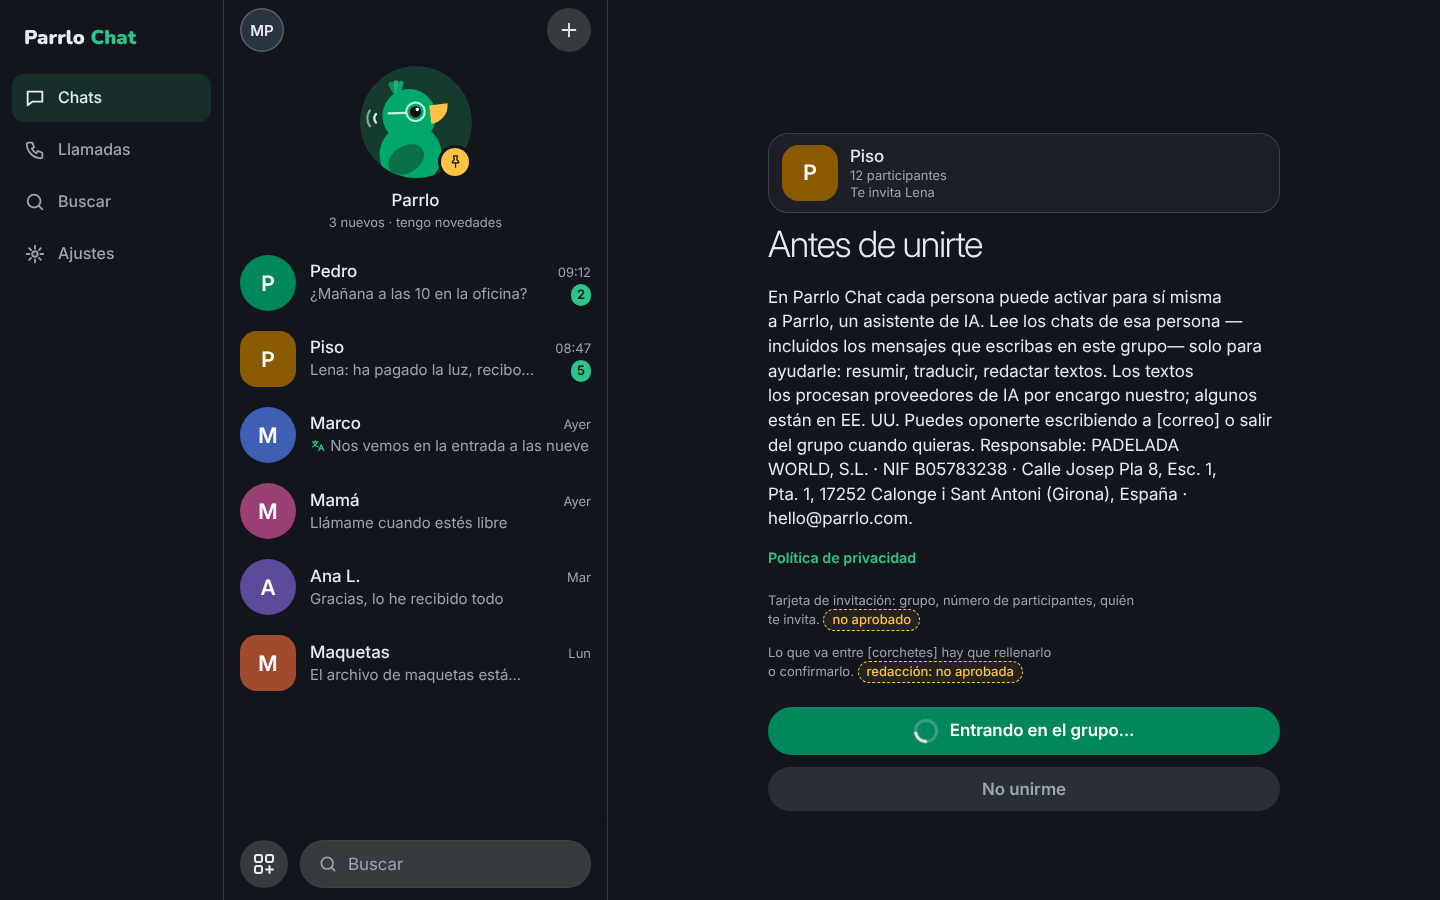 Parrlo Chat
Chats
Llamadas
Buscar
Ajustes
MP
Parrlo
3 nuevos · tengo novedades
P
Pedro
09:12
¿Mañana a las 10 en la oficina?
2
P
Piso
08:47
Lena: ha pagado la luz, recibo...
5
M
Marco
Ayer
Nos vemos en la entrada a las nueve
M
Mamá
Ayer
Llámame cuando estés libre
A
Ana L.
Mar
Gracias, lo he recibido todo
M
Maquetas
Lun
El archivo de maquetas está...
Buscar
P
Piso
12 participantes
Te invita Lena
Antes de unirte
En Parrlo Chat cada persona puede activar para sí misma
a Parrlo, un asistente de IA. Lee los chats de esa persona —
incluidos los mensajes que escribas en este grupo— solo para
ayudarle: resumir, traducir, redactar textos. Los textos
los procesan proveedores de IA por encargo nuestro; algunos
están en EE. UU. Puedes oponerte escribiendo a [correo] o salir
del grupo cuando quieras. Responsable: PADELADA
WORLD, S.L. · NIF B05783238 · Calle Josep Pla 8, Esc. 1,
Pta. 1, 17252 Calonge i Sant Antoni (Girona), España ·
hello@parrlo.com.
Política de privacidad
Tarjeta de invitación: grupo, número de participantes, quién
te invita. no aprobado
Lo que va entre [corchetes] hay que rellenarlo
o confirmarlo. redacción: no aprobada
Entrando en el grupo...
No unirme